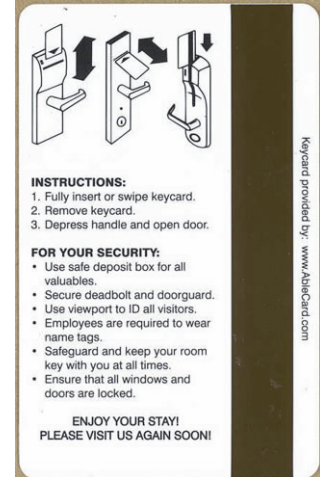 INSTRUCTIONS:
1. Fully insert or swipe keycard.
2. Remove keycard.
3. Depress handle and open door.
FOR YOUR SECURITY:
• Use safe deposit box for all
valuables.
• Secure deadbolt and doorguard.
• Use viewport to ID all visitors.
• Employees are required to wear
name tags.
• Safeguard and keep your room
key with you at all times.
• Ensure that all windows and
doors are locked.
ENJOY YOUR STAY!
PLEASE VISIT US AGAIN SOON!
Keycard provided by: www.AbleCard.com